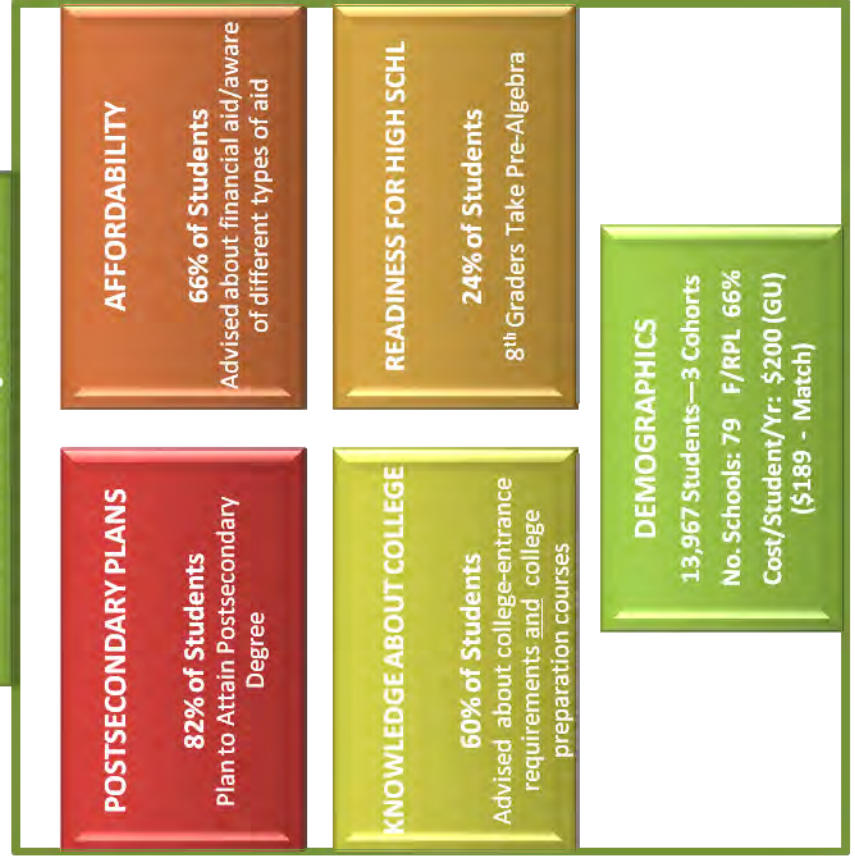 POSTSECONDARY PLANS
82% of Students
Plan to Attain Postsecondary
Degree
AFFORDABILITY
66% of Students
Advised about financial aid/aware
of different types of aid
KNOWLEDGE ABOUT COLLEGE
60% of Students
Advised about college-entrance
requirements and college
preparation courses
READINESS FOR HIGH SCHL
24% of Students
8th Graders Take Pre-Algebra
DEMOGRAPHICS
13,967 Students—3 Cohorts
No. Schools: 79 F/RPL 66%
Cost/Student/Yr: $200 (GU)
($189 - Match)